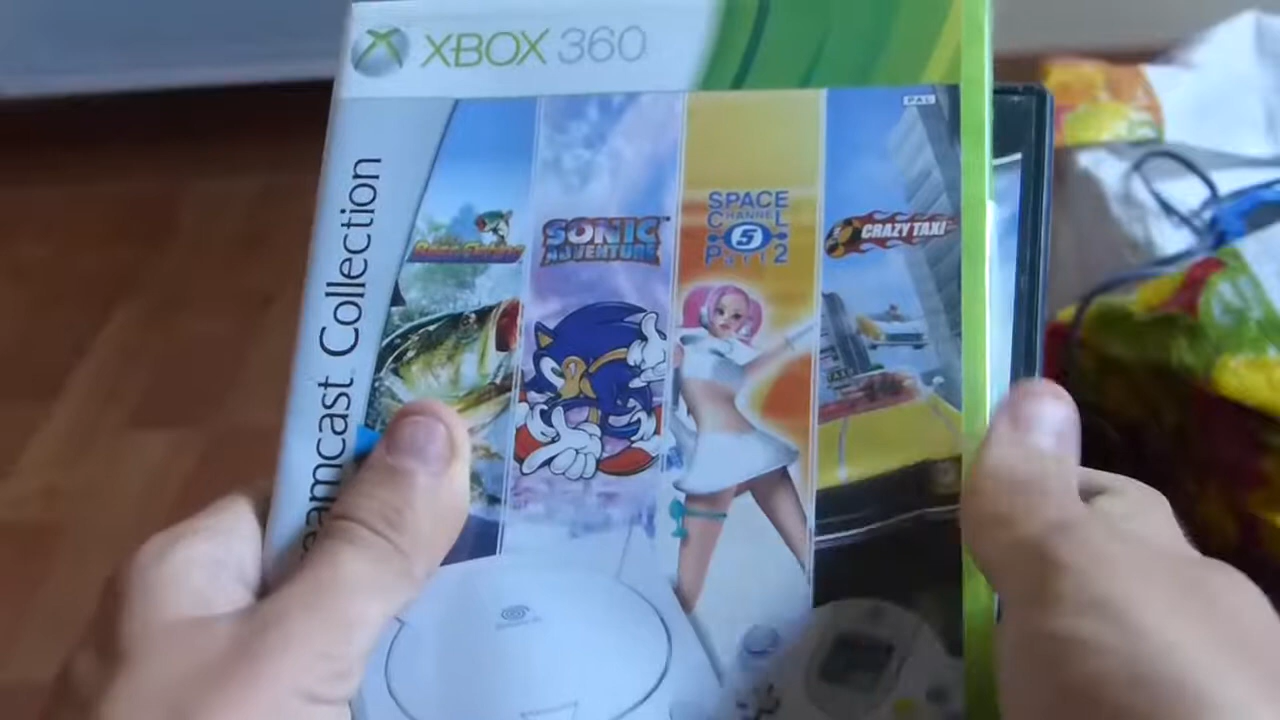 XBOX 360
PAL
eamcast Collection
SONIC
ADVENTURE
SPACE
CHANNEL
5
Part 2
CRAZY TAXI